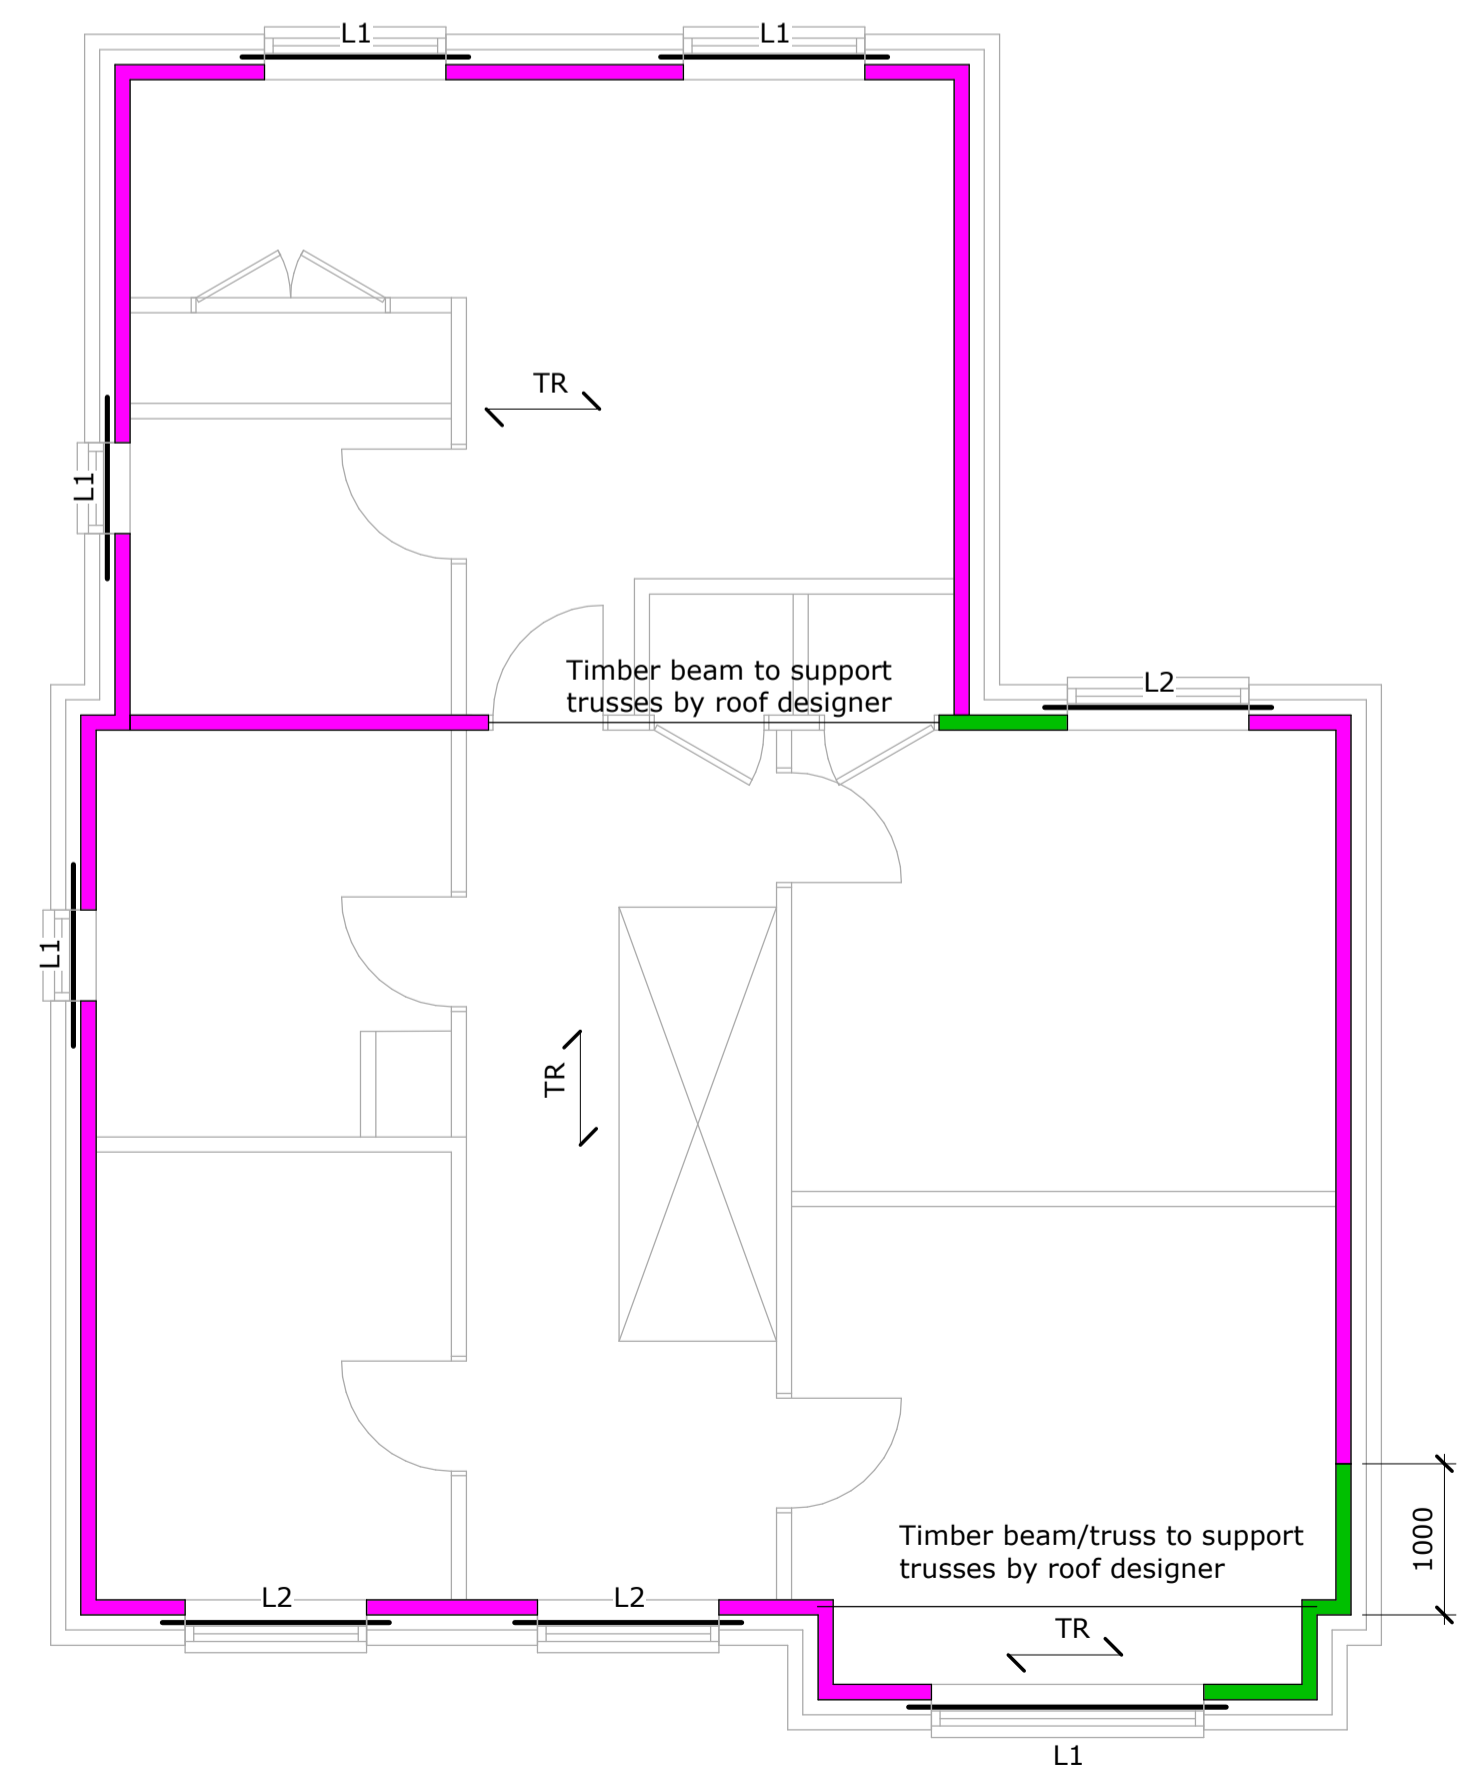 L1
L1
TR
L1
Timber beam to support
trusses by roof designer
L2
L1
TR
Timber beam/truss to support
trusses by roof designer
1000
L2
L2
TR
L1